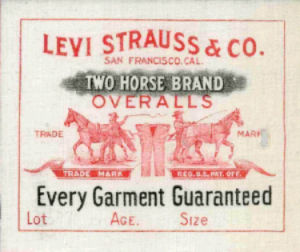 LEVI STRAUSS & CO.
SAN FRANCISCO, CAL.
TWO HORSE BRAND
OVERALLS
TRADE MARK
TRADE MARK REG. U.S. PAT. OFF.
Every Garment Guaranteed
Lot Age. Size